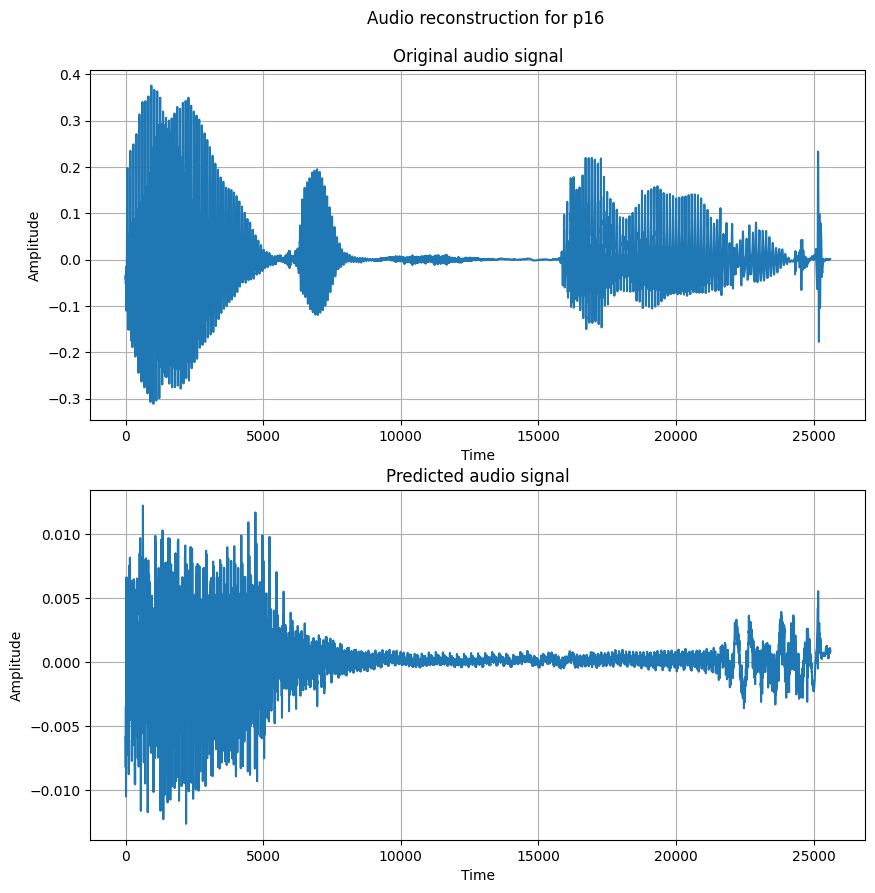 Audio reconstruction for p16
Original audio signal
0.4
0.3
0.2
0.1
0.0
−0.1
−0.2
−0.3
Amplitude
0 5000 10000 15000 20000 25000
Time
Predicted audio signal
0.010
0.005
0.000
−0.005
−0.010
Amplitude
0 5000 10000 15000 20000 25000
Time